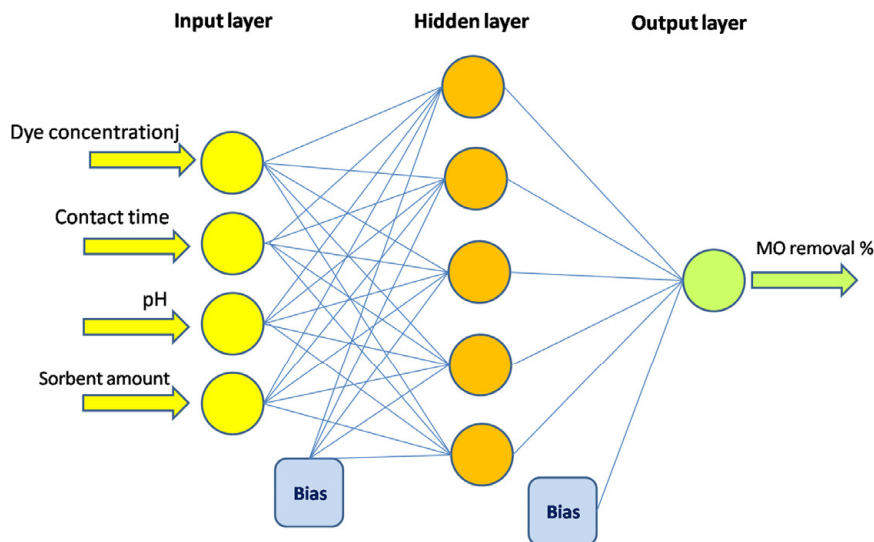 Input layer
Hidden layer
Output layer
Dye concentrationj
Contact time
pH
Sorbent amount
MO removal %
Bias
Bias